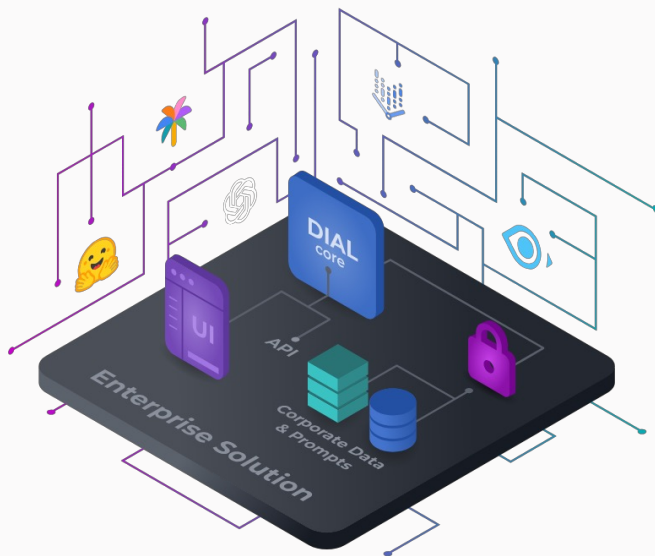 DIAL
core
UI
API
Corporate Data
& Prompts
Enterprise Solution